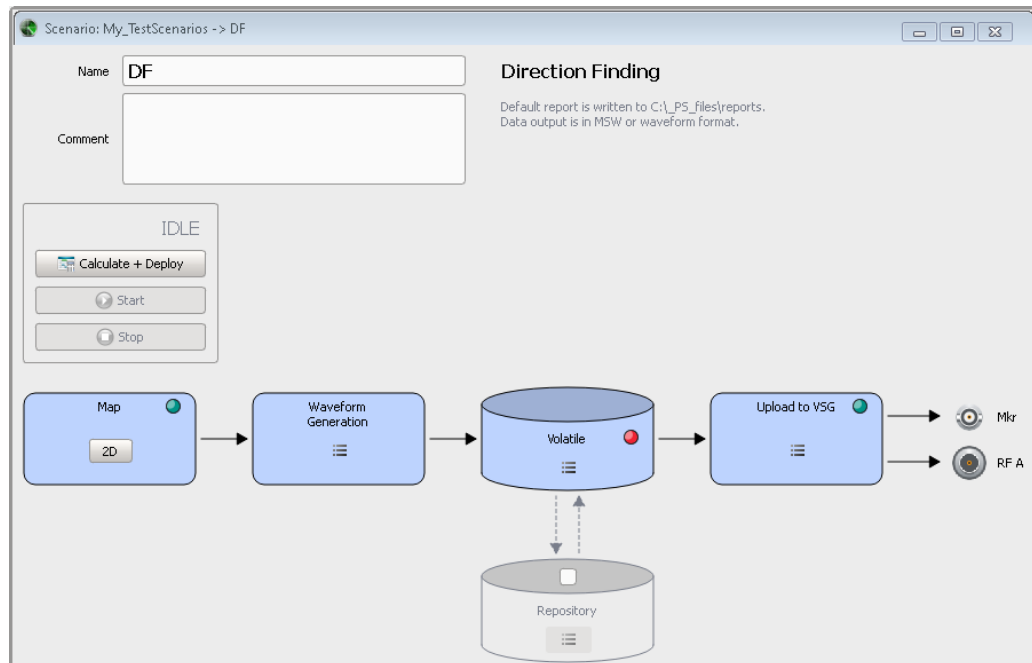 Scenario: My_TestScenarios -> DF
Name
DF
Direction Finding
Default report is written to C:\_PS_files\reports.
Data output is in MSW or waveform format.
Comment
IDLE
Calculate + Deploy
Start
Stop
Map
2D
Waveform
Generation
Volatile
Upload to VSG
Mkr
RF A
Repository